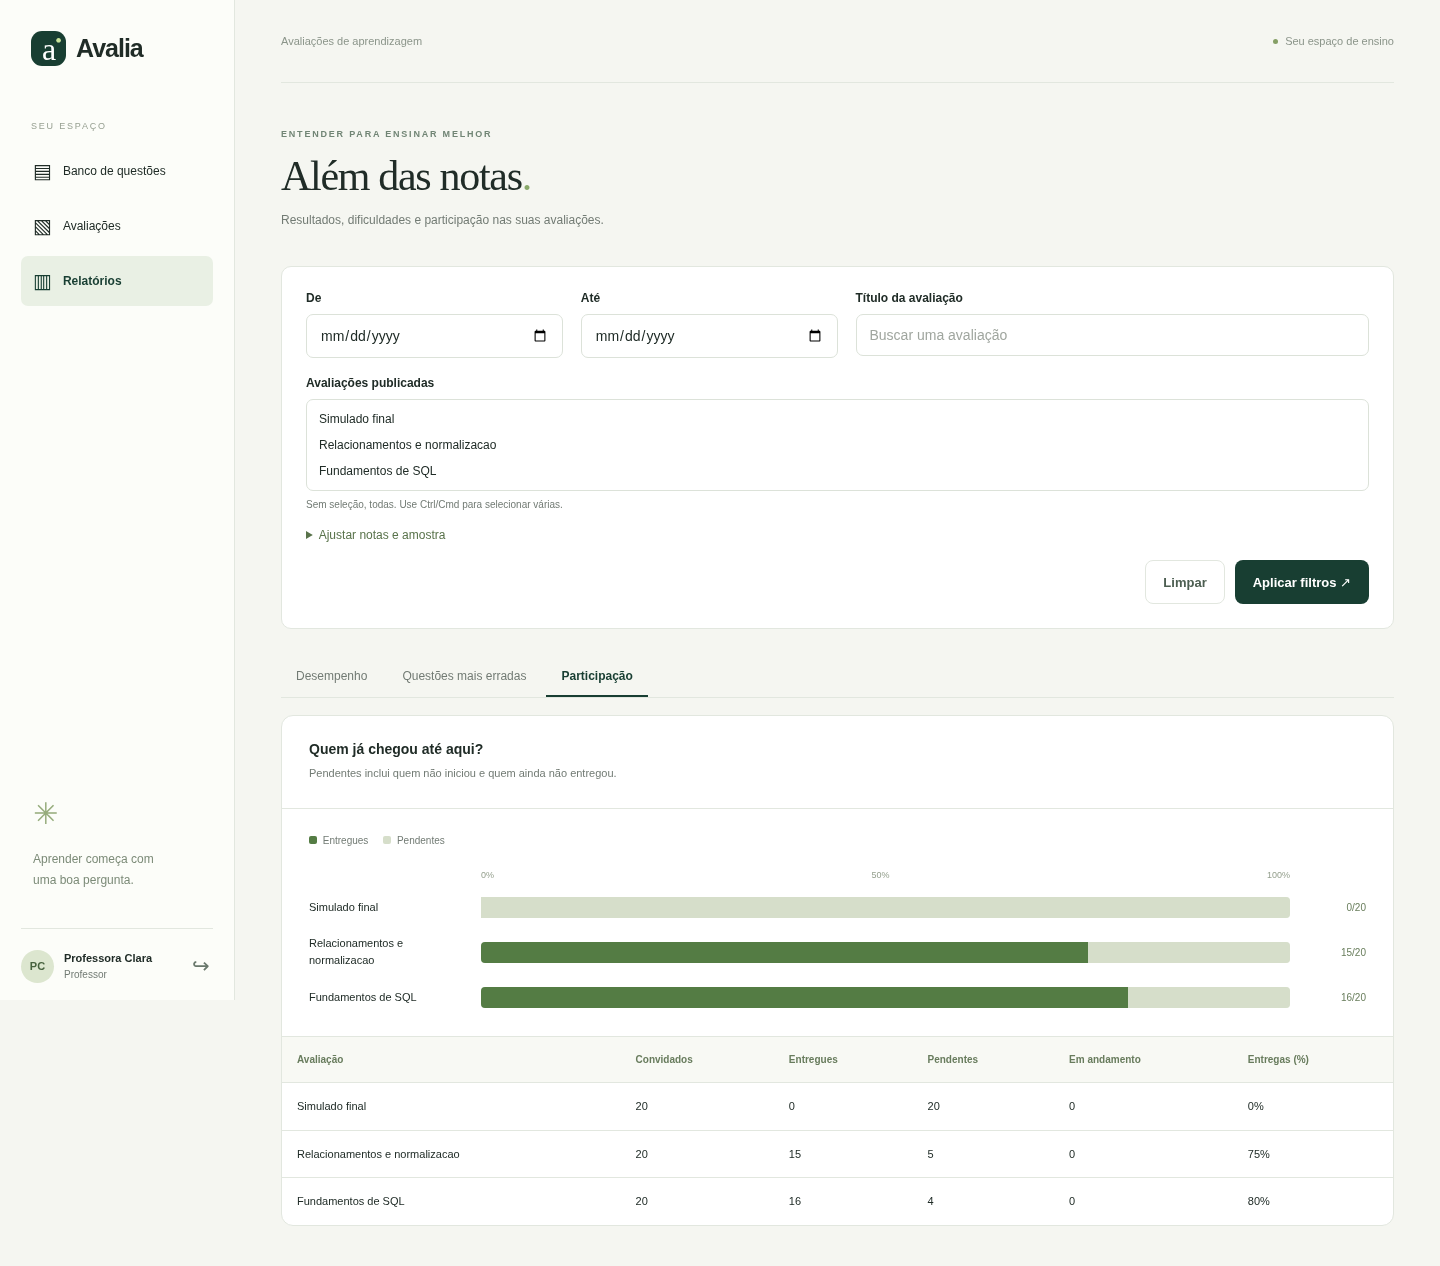 a Avalia
SEU ESPAÇO
Banco de questões
Avaliações
Relatórios
Aprender começa com
uma boa pergunta.
PC
Professora Clara
Professor
Avaliações de aprendizagem
Seu espaço de ensino
ENTENDER PARA ENSINAR MELHOR
Além das notas.
Resultados, dificuldades e participação nas suas avaliações.
De
Até
Título da avaliação
mm/dd/yyyy
mm/dd/yyyy
Buscar uma avaliação
Avaliações publicadas
Simulado final
Relacionamentos e normalizacao
Fundamentos de SQL
Sem seleção, todas. Use Ctrl/Cmd para selecionar várias.
Ajustar notas e amostra
Limpar
Aplicar filtros ↗
Desempenho
Questões mais erradas
Participação
Quem já chegou até aqui?
Pendentes inclui quem não iniciou e quem ainda não entregou.
Entregues
Pendentes
0% 50% 100%
Simulado final 0/20
Relacionamentos e
normalizacao
15/20
Fundamentos de SQL 16/20
Avaliação Convidados Entregues Pendentes Em andamento Entregas (%)
Simulado final 20 0 20 0 0%
Relacionamentos e normalizacao 20 15 5 0 75%
Fundamentos de SQL 20 16 4 0 80%